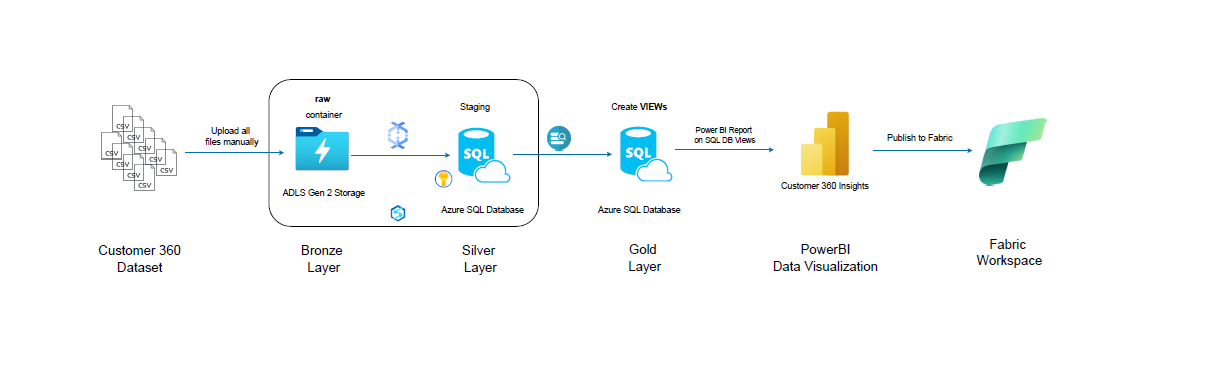 CSV
CSV
CSV
CSV
CSV
CSV
CSV
CSV
CSV
Customer 360
Dataset
Upload all
files manually
raw
container
ADLS Gen 2 Storage
Bronze
Layer
Staging
SQL
Azure SQL Database
Silver
Layer
Create VIEWs
SQL
Azure SQL Database
Gold
Layer
Power BI Report
on SQL DB Views
Customer 360 Insights
PowerBI
Data Visualization
Publish to Fabric
Fabric
Workspace